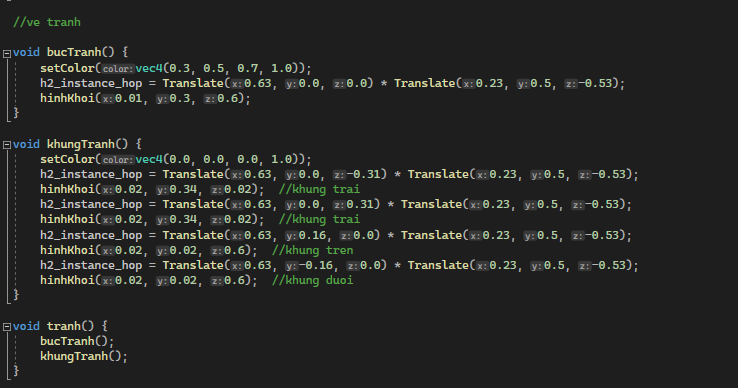 //ve tranh
void bucTranh() {
setColor(color:vec4(0.3, 0.5, 0.7, 1.0));
h2_instance_hop = Translate(x:0.63, y:0.0, z:0.0) * Translate(x:0.23, y:0.5, z:-0.53);
hinhKhoi(x:0.01, y:0.3, z:0.6);
}
void khungTranh() {
setColor(color:vec4(0.0, 0.0, 0.0, 1.0));
h2_instance_hop = Translate(x:0.63, y:0.0, z:-0.31) * Translate(x:0.23, y:0.5, z:-0.53);
hinhKhoi(x:0.02, y:0.34, z:0.02);  //khung trai
h2_instance_hop = Translate(x:0.63, y:0.0, z:0.31) * Translate(x:0.23, y:0.5, z:-0.53);
hinhKhoi(x:0.02, y:0.34, z:0.02);  //khung trai
h2_instance_hop = Translate(x:0.63, y:0.16, z:0.0) * Translate(x:0.23, y:0.5, z:-0.53);
hinhKhoi(x:0.02, y:0.02, z:0.6);  //khung tren
h2_instance_hop = Translate(x:0.63, y:-0.16, z:0.0) * Translate(x:0.23, y:0.5, z:-0.53);
hinhKhoi(x:0.02, y:0.02, z:0.6);  //khung duoi
}
void tranh() {
bucTranh();
khungTranh();
}